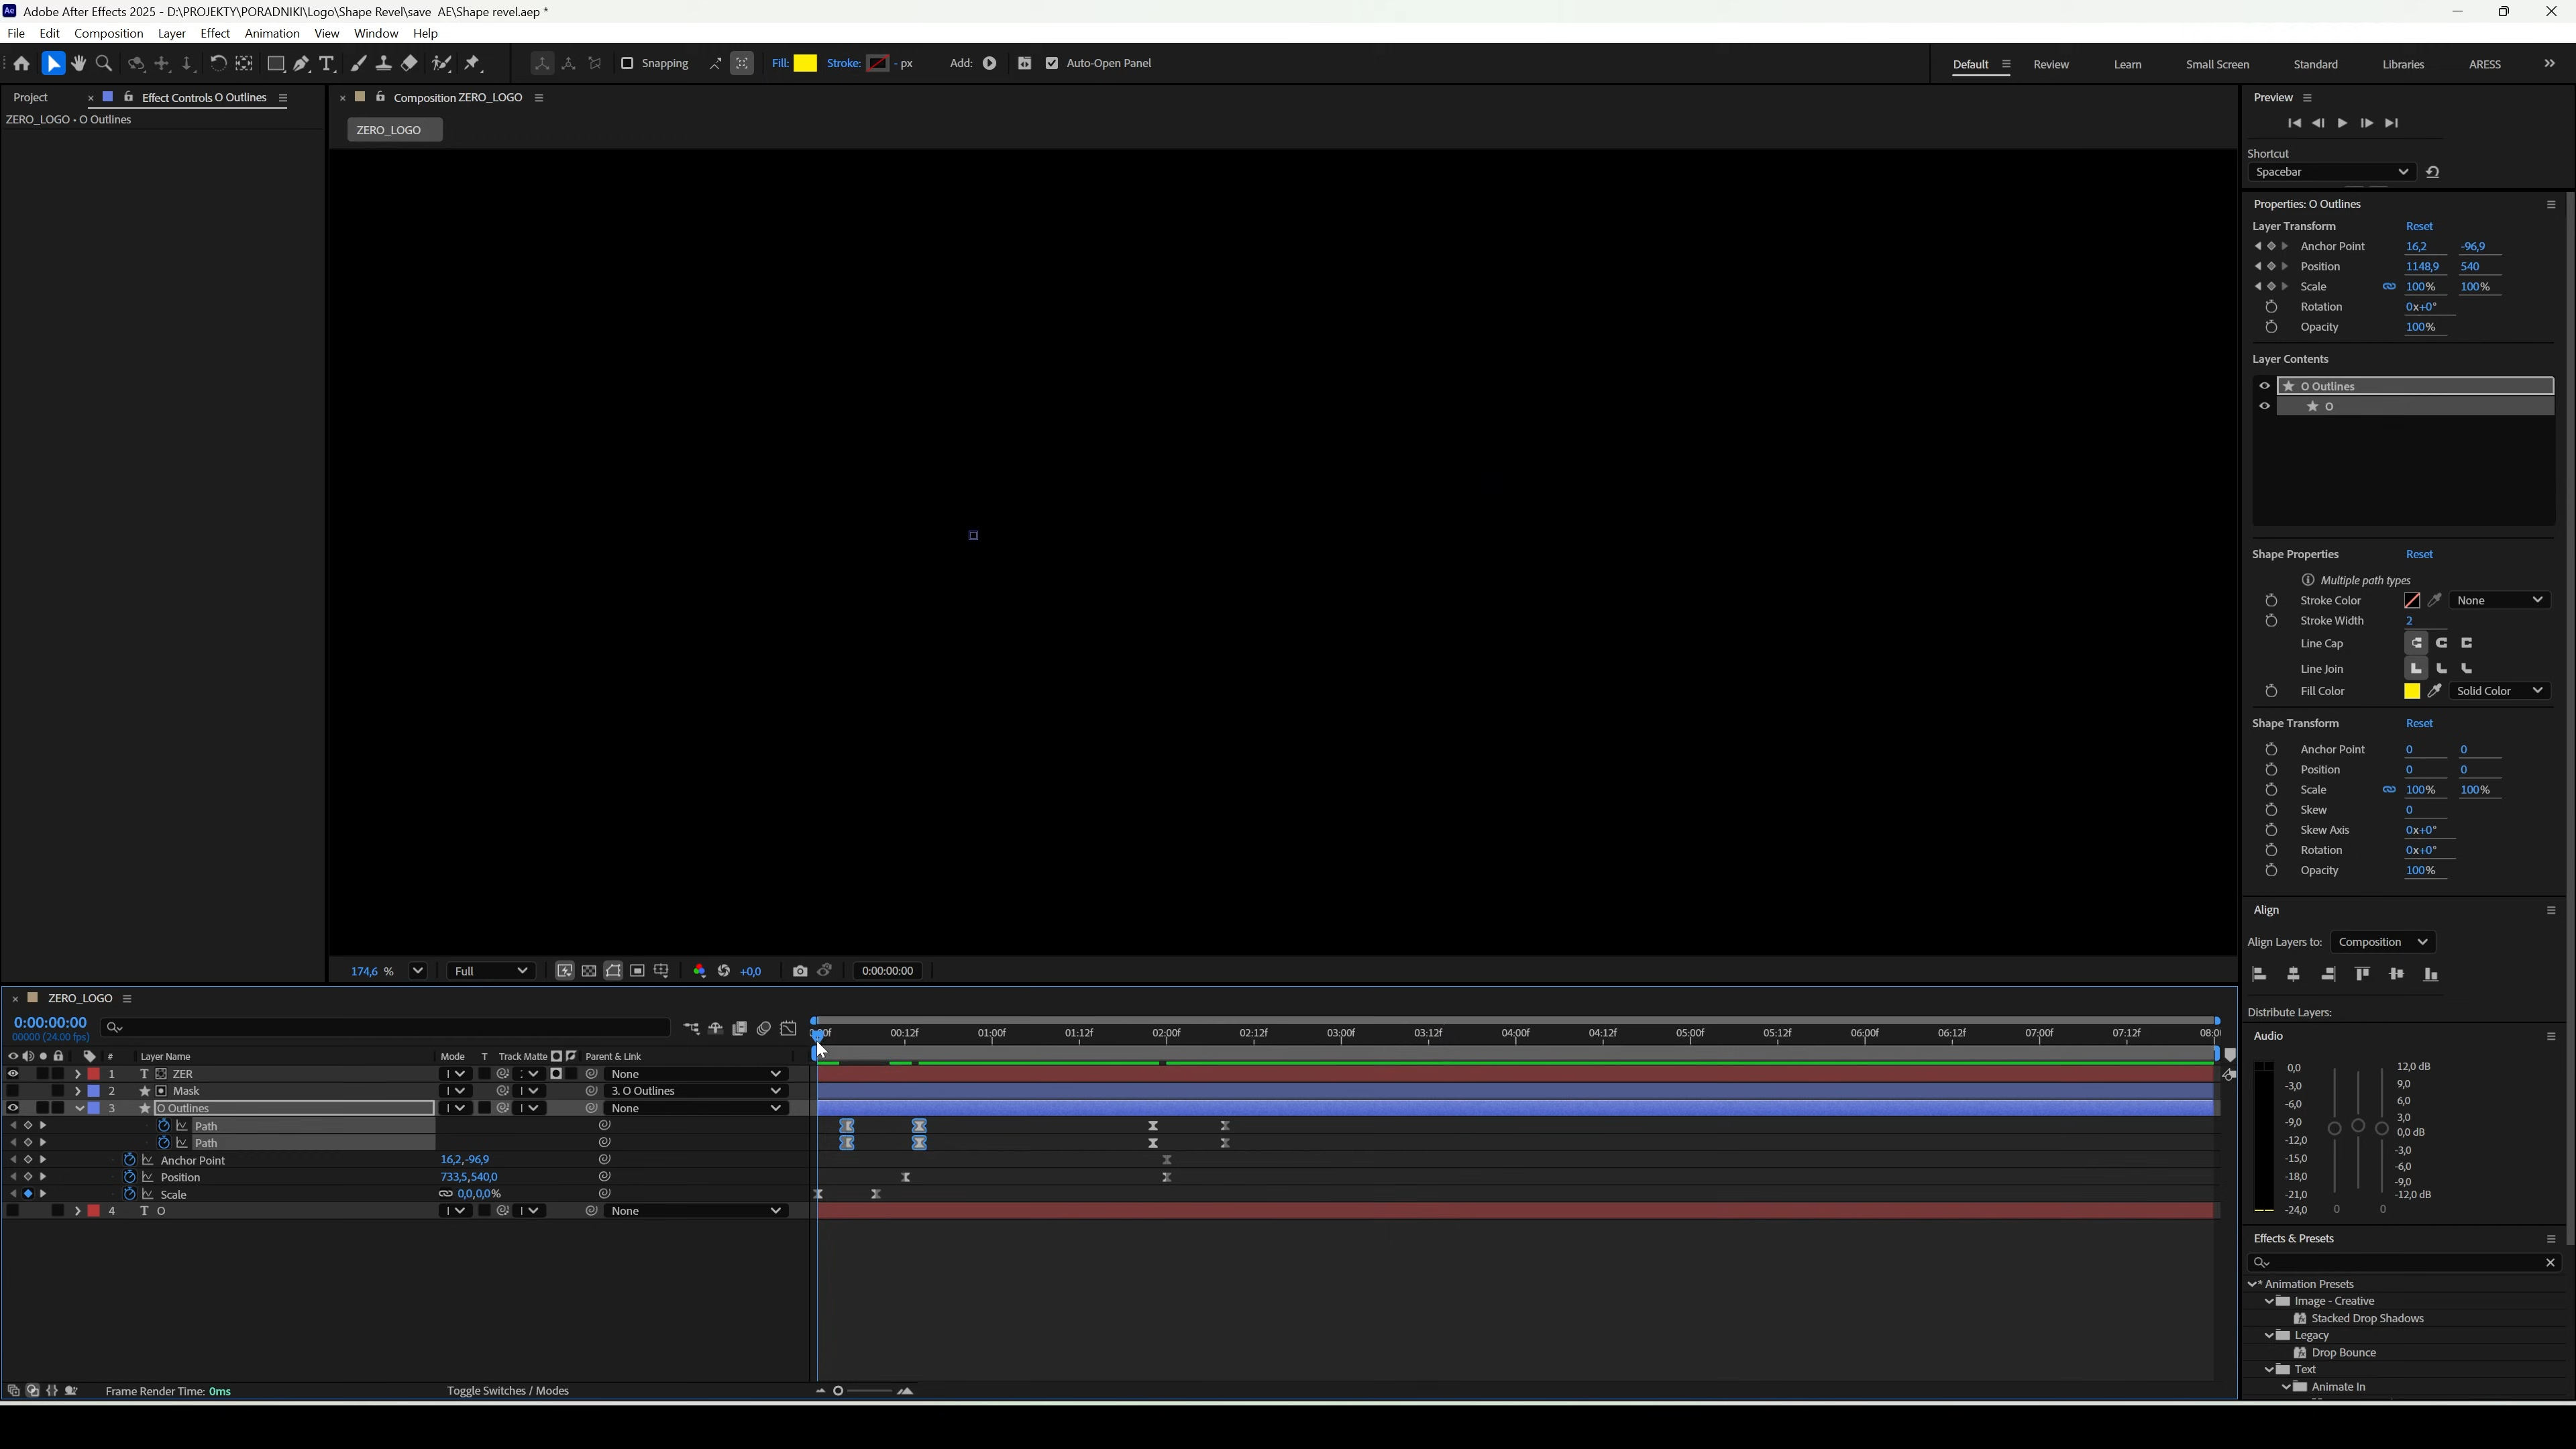 Ae Adobe After Effects 2025 - D:\PROJEKTY\PORADNIKI\Logo\Shape Revel\save AE\Shape revel.aep *
File Edit Composition Layer Effect Animation View Window Help
Snapping Fill: Stroke: - px Add: Auto-Open Panel Default Review Learn Small Screen Standard Libraries ARESS
Project Effect Controls O Outlines Composition ZERO_LOGO Preview
ZERO_LOGO • O Outlines
ZERO_LOGO
Shortcut
Spacebar
Properties: O Outlines
Layer Transform Reset
Anchor Point 16,2 -96,9
Position 1148,9 540
Scale 100% 100%
Rotation 0x+0°
Opacity 100%
Layer Contents
O Outlines
O
Shape Properties Reset
Multiple path types
Stroke Color None
Stroke Width 2
Line Cap
Line Join
Fill Color Solid Color
Shape Transform Reset
Anchor Point 0 0
Position 0 0
Scale 100% 100%
Skew 0
Skew Axis 0x+0°
Rotation 0x+0°
Opacity 100%
Align
Align Layers to: Composition
Distribute Layers:
174,6 % Full +0,0 0:00:00:00
ZERO_LOGO
0:00:00:00
00000 (24.00 fps)
00:12f 01:00f 01:12f 02:00f 02:12f 03:00f 03:12f 04:00f 04:12f 05:00f 05:12f 06:00f 06:12f 07:00f 07:12f
# Layer Name Mode T Track Matte Parent & Link
1 T ZER None
2 Mask 3. O Outlines
3 O Outlines None
Path
Path
Anchor Point 16,2,-96,9
Position 733,5,540,0
Scale 0,0,0,0%
4 T O None
Frame Render Time: 0ms Toggle Switches / Modes
Audio
0,0
-3,0
-6,0
-9,0
-12,0
-15,0
-18,0
-21,0
-24,0
12,0 dB
9,0
6,0
3,0
0,0 dB
-3,0
-6,0
-9,0
-12,0 dB
0 0
Effects & Presets
* Animation Presets
Image - Creative
Stacked Drop Shadows
Legacy
Drop Bounce
Text
Animate In